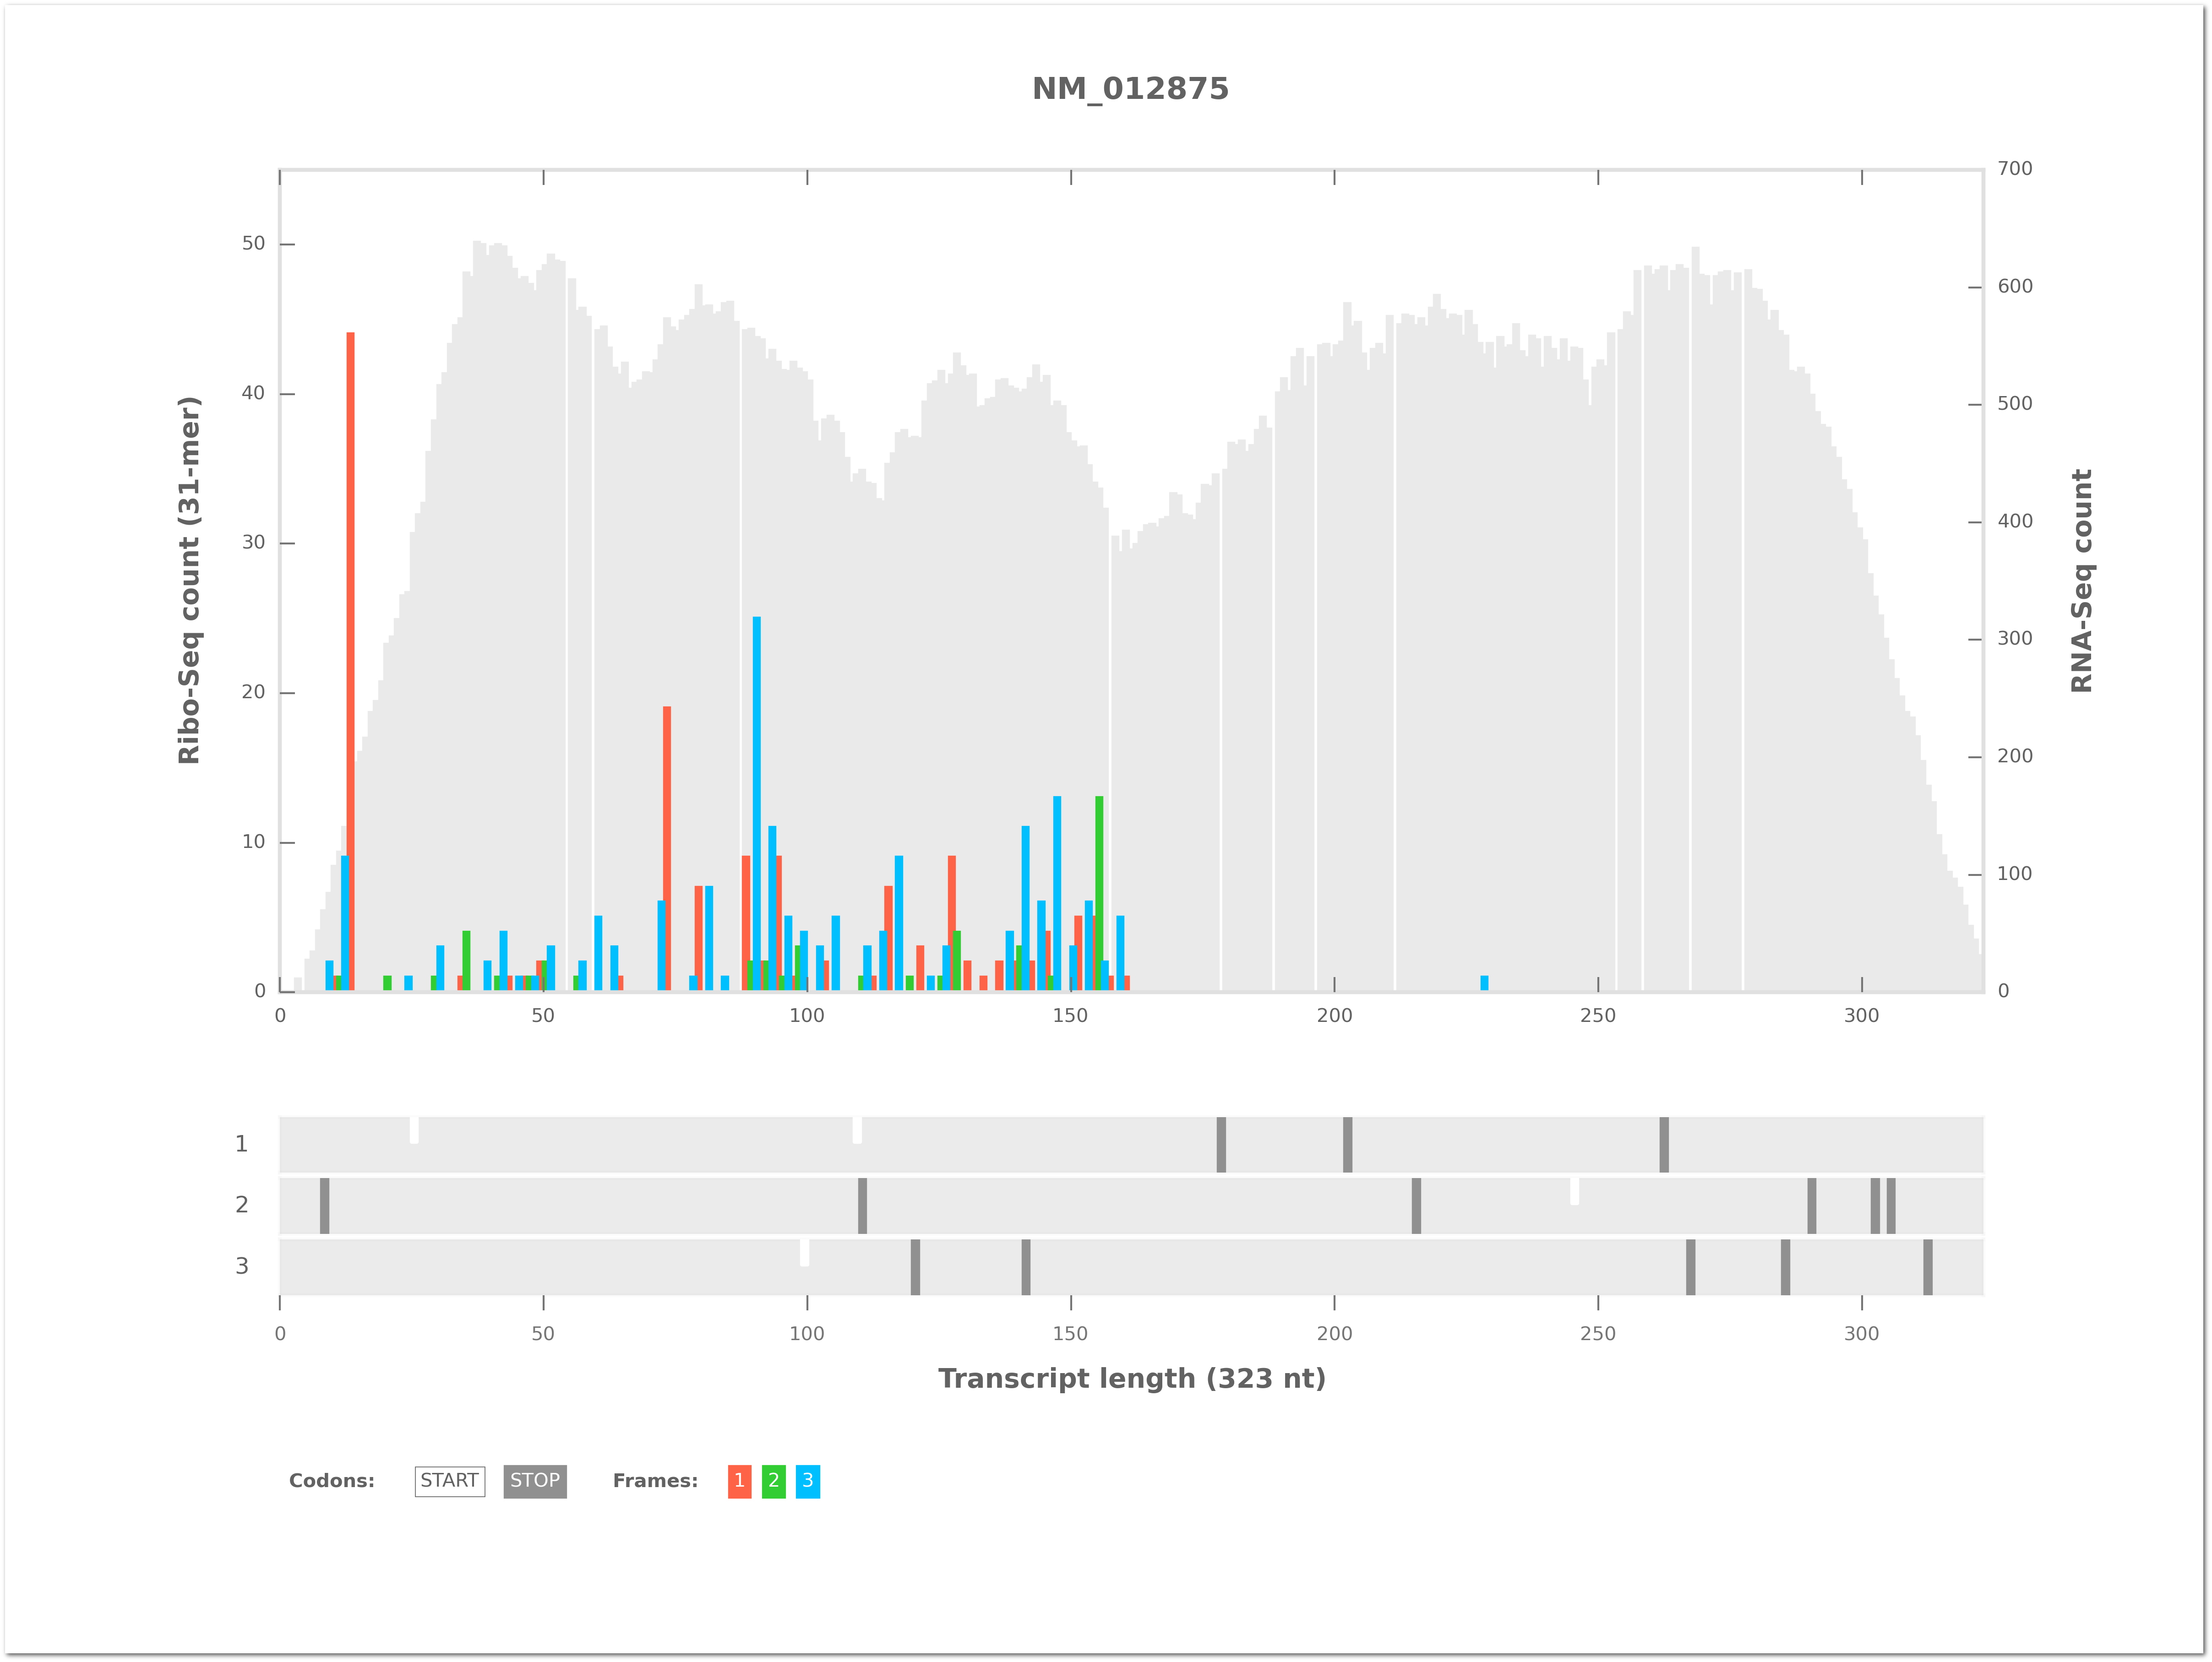 NM_012875
700
50
600
40
500
Ribo-Seq count (31-mer)
RNA-Seq count
30
400
300
20
200
10
100
0
0
0 50 100 150 200 250 300
1
2
3
0 50 100 150 200 250 300
Transcript length (323 nt)
Codons: START STOP Frames: 1 2 3